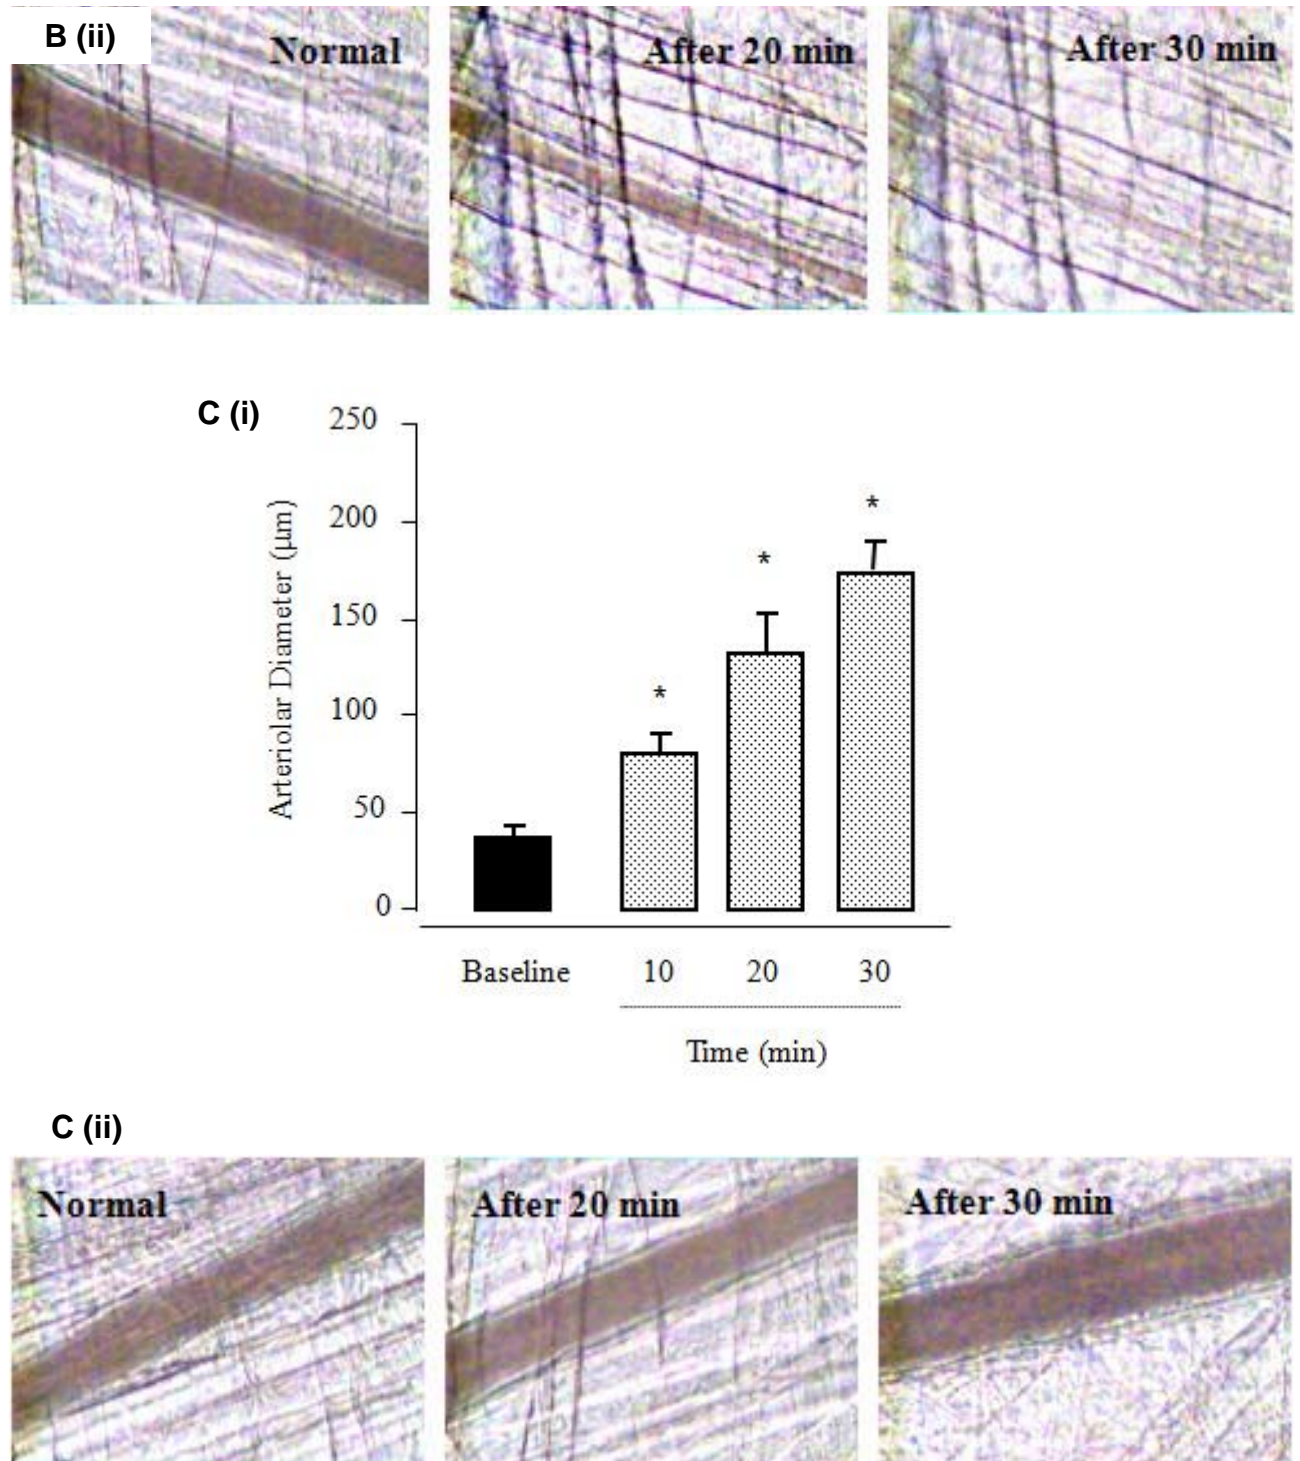 B (ii)
Normal
After 20 min
After 30 min
C (i)
250
200
150
100
50
0
Arteriolar Diameter (µm)
*
*
*
Baseline
10
20
30
Time (min)
C (ii)
Normal
After 20 min
After 30 min